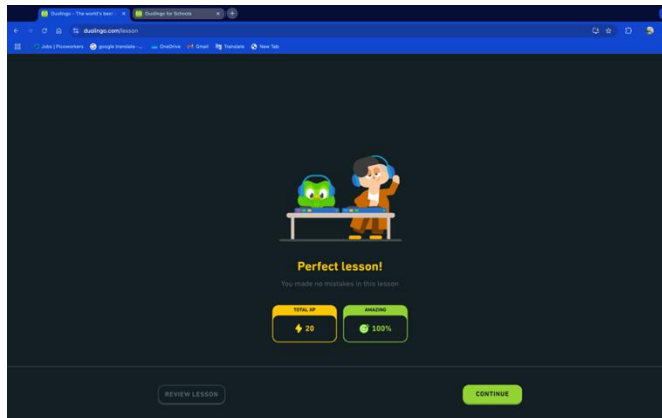 Duolingo - The world's best
Duolingo for Schools
duolingo.com/lesson
Jobs | Picoworkers
google translate -...
OneDrive
Gmail
Translate
New Tab
Perfect lesson!
You made no mistakes in this lesson
TOTAL XP
AMAZING
20
100%
REVIEW LESSON
CONTINUE